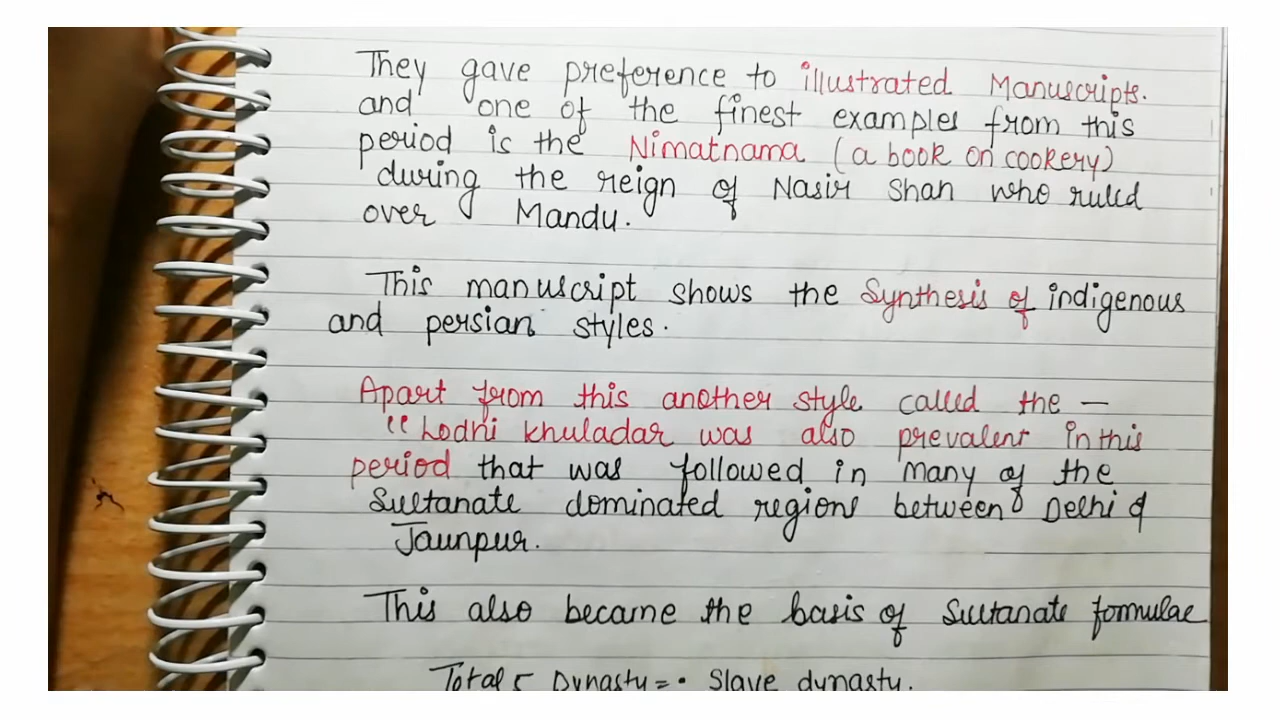 They gave preference to illustrated Manuscripts.
and one of the finest examples from this
period is the Nimatnama (a book on cookery)
during the reign of Nasir Shah who ruled
over Mandu.
This manuscript shows the Synthesis of indigenous
and persian styles.
Apart from this another style called the —
"Lodhi khuladar was also prevalent in this
period that was followed in many of the
Sultanate dominated regions between Delhi &
Jaunpur.
This also became the basis of Sultanate formulae
Total 5 Dynasty = • Slave dynasty.